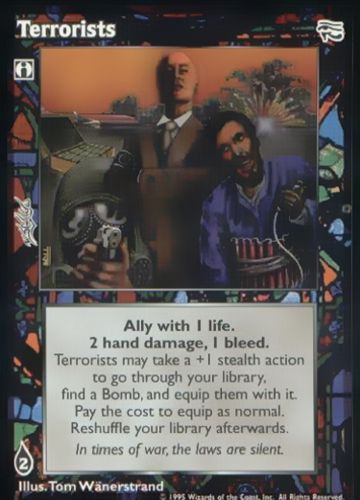 Terrorists
Ally with 1 life.
2 hand damage, 1 bleed.
Terrorists may take a +1 stealth action
to go through your library,
find a Bomb, and equip them with it.
Pay the cost to equip as normal.
Reshuffle your library afterwards.
In times of war, the laws are silent.
2
Illus. Tom Wänerstrand
© 1995 Wizards of the Coast, Inc. All rights reserved.